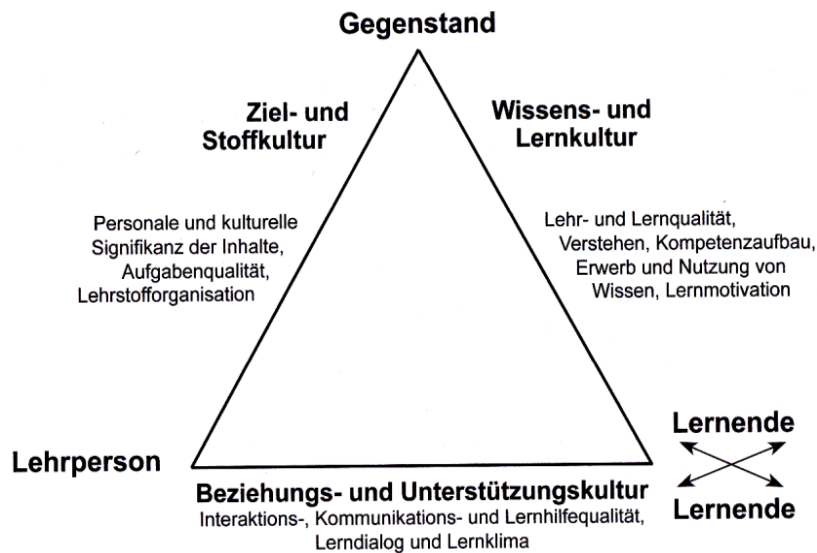 Gegenstand
Ziel- und
Stoffkultur
Wissens- und
Lernkultur
Personale und kulturelle
Signifikanz der Inhalte,
Aufgabenqualität,
Lehrstofforganisation
Lehr- und Lernqualität,
Verstehen, Kompetenzaufbau,
Erwerb und Nutzung von
Wissen, Lernmotivation
Lehrperson
Lernende
Lernende
Beziehungs- und Unterstützungskultur
Interaktions-, Kommunikations- und Lernhilfequalität,
Lerndialog und Lernklima